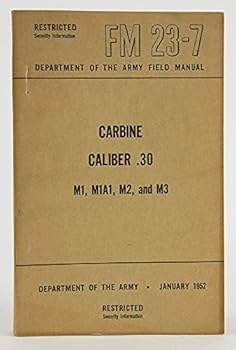 RESTRICTED
Security Information
FM 23-7
DEPARTMENT OF THE ARMY FIELD MANUAL
CARBINE
CALIBER .30
M1, M1A1, M2, and M3
DEPARTMENT OF THE ARMY • JANUARY 1952
RESTRICTED
Security Information